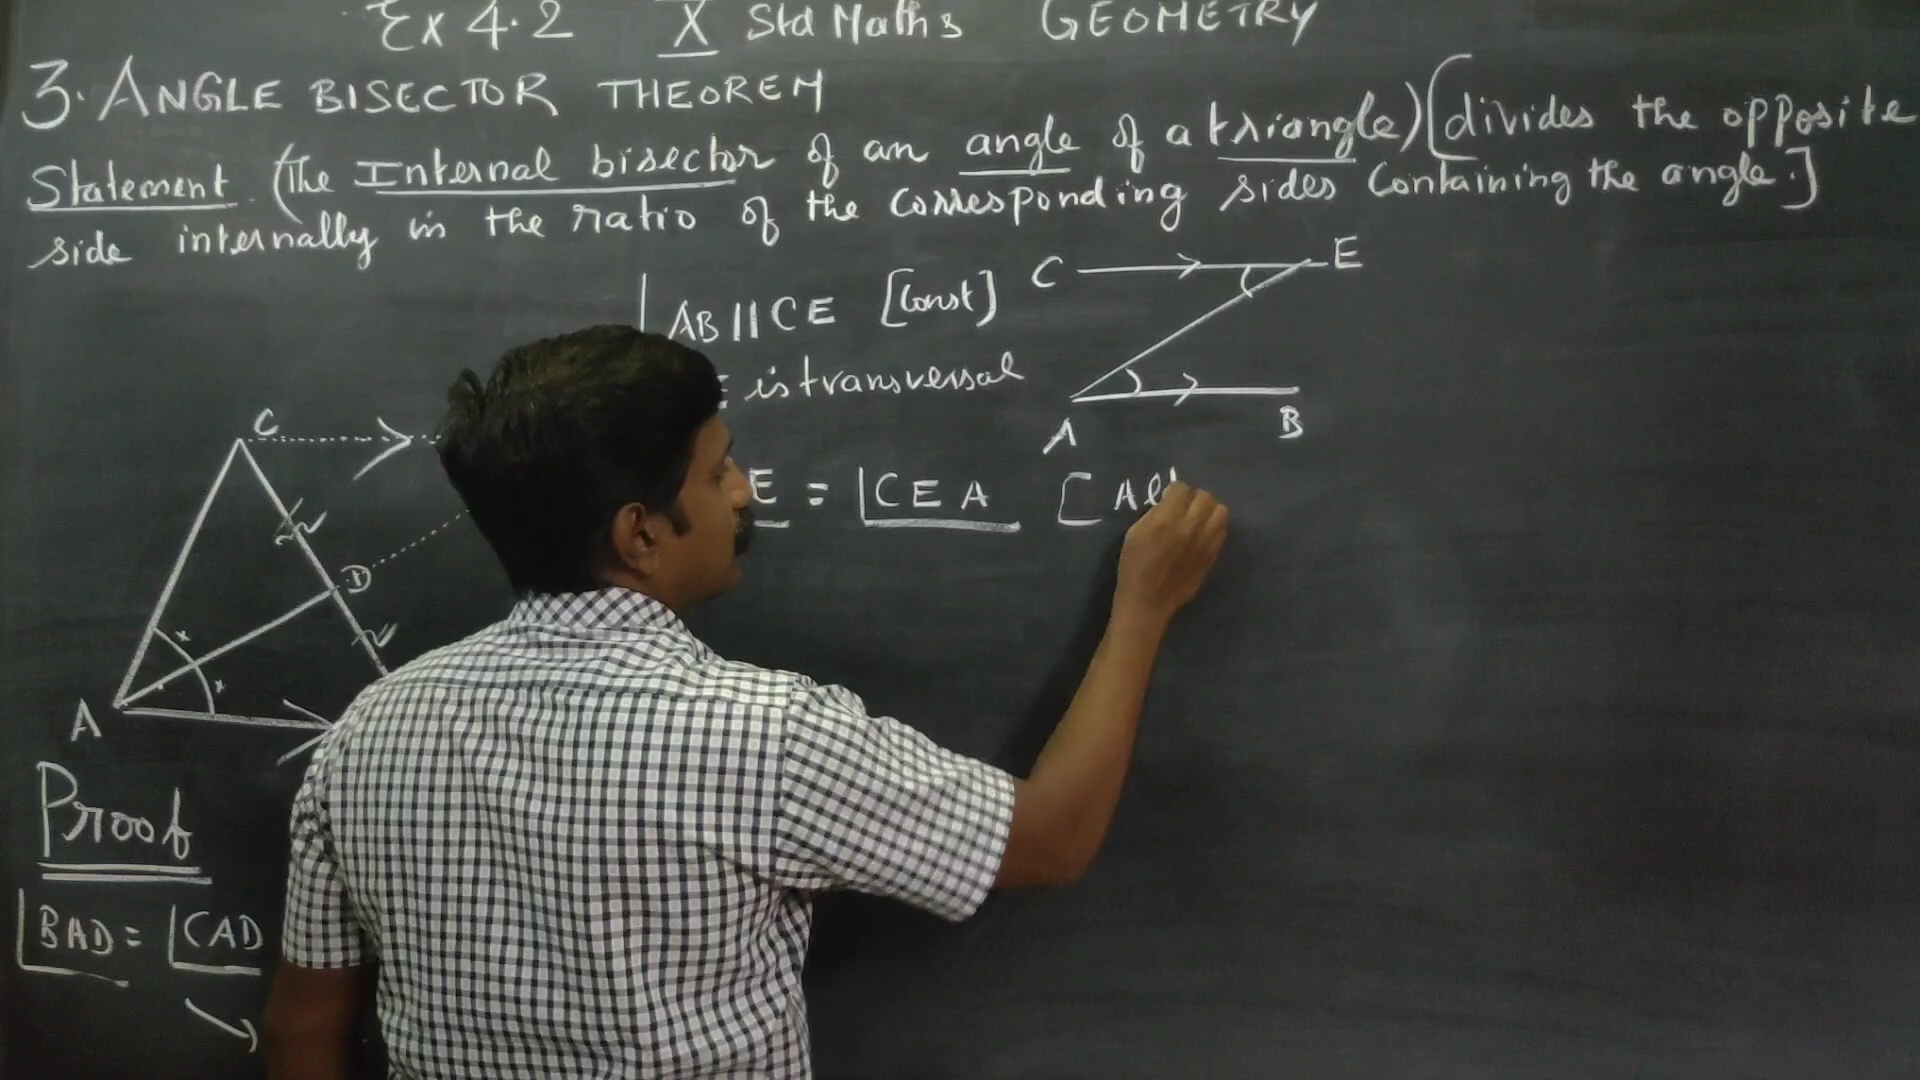 Ex 4.2 X Std Maths GEOMETRY
3. ANGLE BISECTOR THEOREM
Statement (The Internal bisector of an angle of a triangle) [divides the opposite
side internally in the ratio of the corresponding sides containing the angle.]
AB || CE [Const]
is transversal
E = ∠CEA [Al
C E
A B
C
D
x
x
A
Proof
∠BAD = ∠CAD